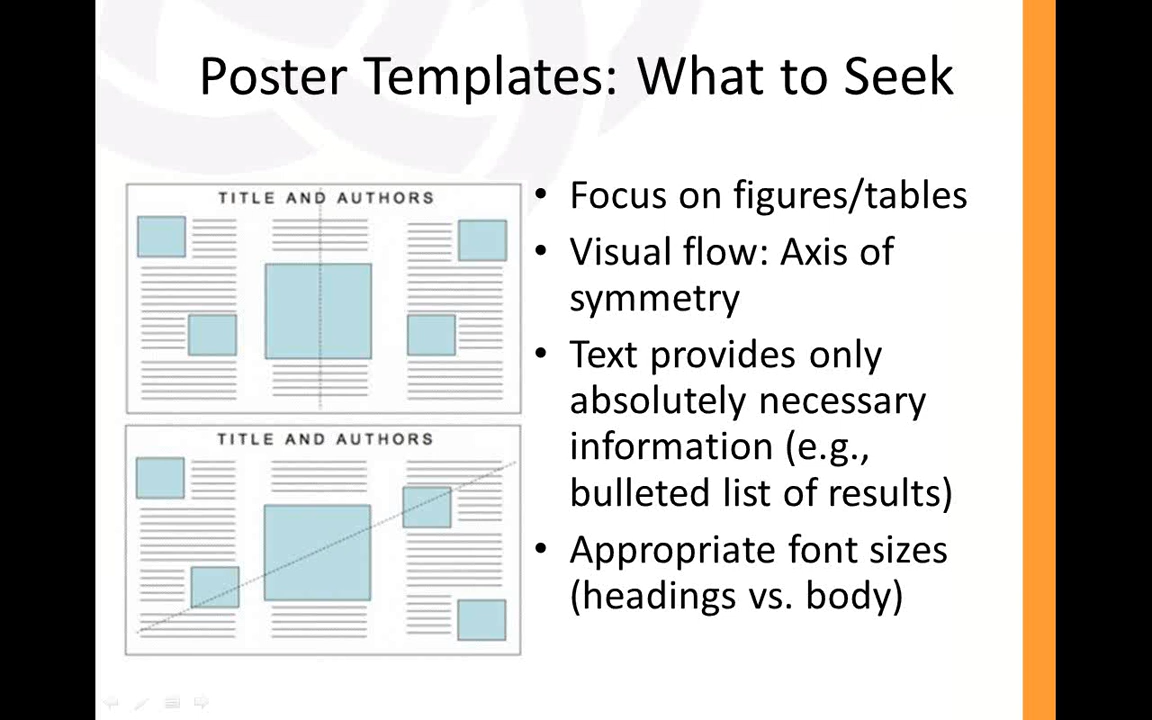 Poster Templates: What to Seek
TITLE AND AUTHORS
TITLE AND AUTHORS
• Focus on figures/tables
• Visual flow: Axis of
symmetry
• Text provides only
absolutely necessary
information (e.g.,
bulleted list of results)
• Appropriate font sizes
(headings vs. body)